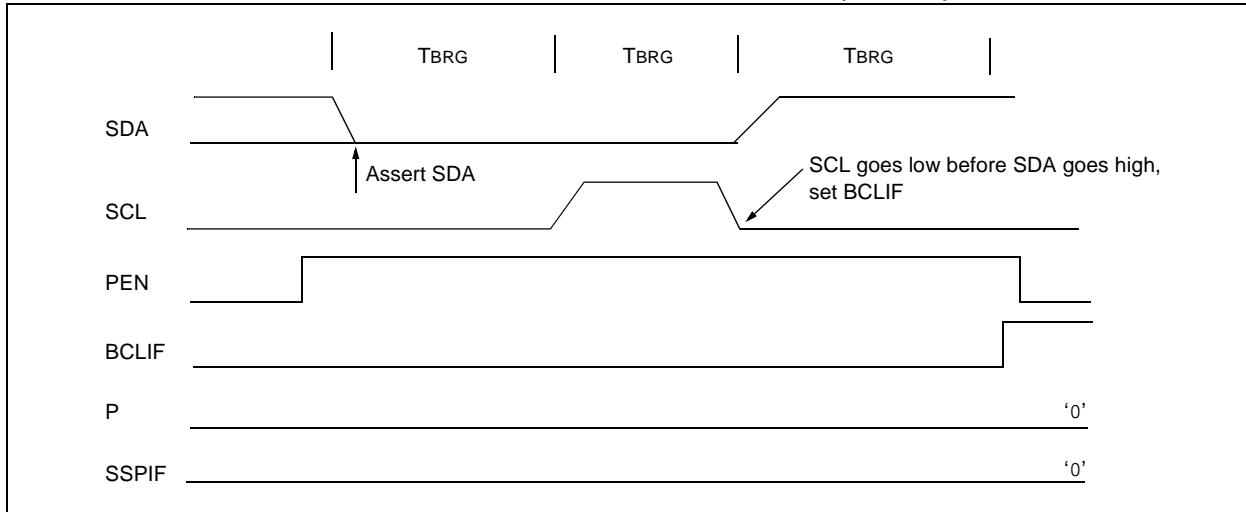 TBRG TBRG TBRG
SDA
Assert SDA
SCL goes low before SDA goes high,
set BCLIF
SCL
PEN
BCLIF
P
‘0’
SSPIF
‘0’